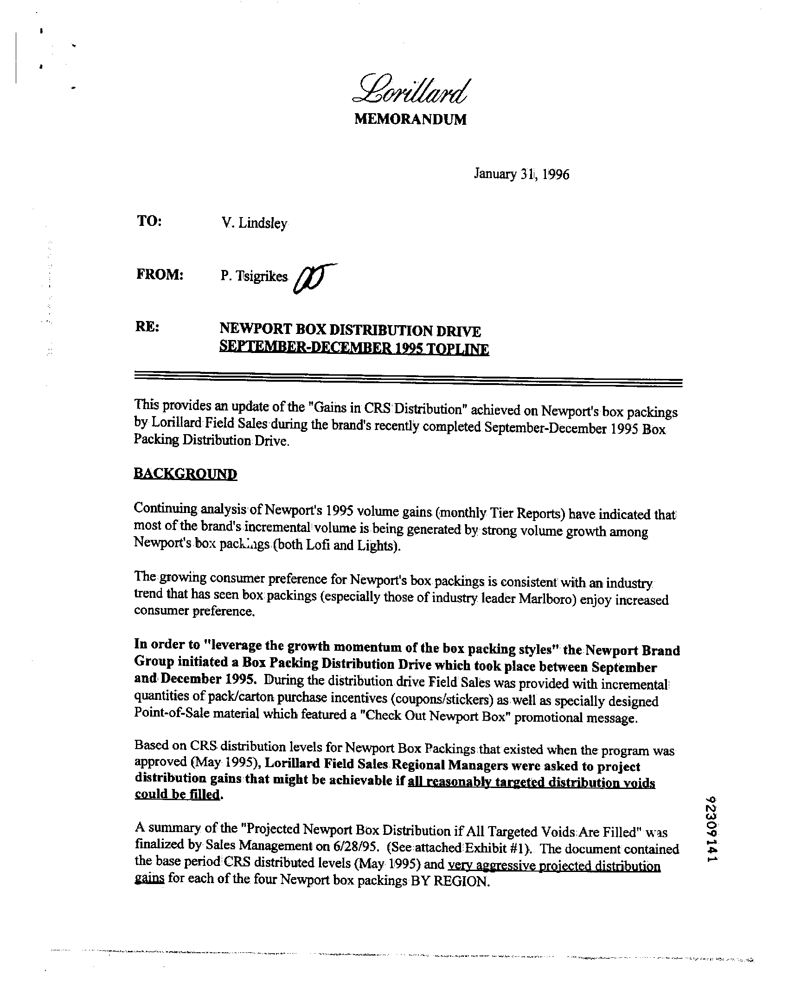 Lorillard
MEMORANDUM
January 31, 1996
TO: V. Lindsley
FROM: P. Tsigrikes
RE: NEWPORT BOX DISTRIBUTION DRIVE
SEPTEMBER-DECEMBER 1995 TOPLINE
This provides an update of the "Gains in CRS Distribution" achieved on Newport's box packings
by Lorillard Field Sales during the brand's recently completed September-December 1995 Box
Packing Distribution Drive.
BACKGROUND
Continuing analysis of Newport's 1995 volume gains (monthly Tier Reports) have indicated that
most of the brand's incremental volume is being generated by strong volume growth among
Newport's box packings (both Lofi and Lights).
The growing consumer preference for Newport's box packings is consistent with an industry
trend that has seen box packings (especially those of industry leader Marlboro) enjoy increased
consumer preference.
In order to "leverage the growth momentum of the box packing styles" the Newport Brand
Group initiated a Box Packing Distribution Drive which took place between September
and December 1995. During the distribution drive Field Sales was provided with incremental
quantities of pack/carton purchase incentives (coupons/stickers) as well as specially designed
Point-of-Sale material which featured a "Check Out Newport Box" promotional message.
Based on CRS distribution levels for Newport Box Packings that existed when the program was
approved (May 1995), Lorillard Field Sales Regional Managers were asked to project
distribution gains that might be achievable if all reasonably targeted distribution voids
could be filled.
A summary of the "Projected Newport Box Distribution if All Targeted Voids Are Filled" was
finalized by Sales Management on 6/28/95. (See attached Exhibit #1). The document contained
the base period CRS distributed levels (May 1995) and very aggressive projected distribution
gains for each of the four Newport box packings BY REGION.
92309141